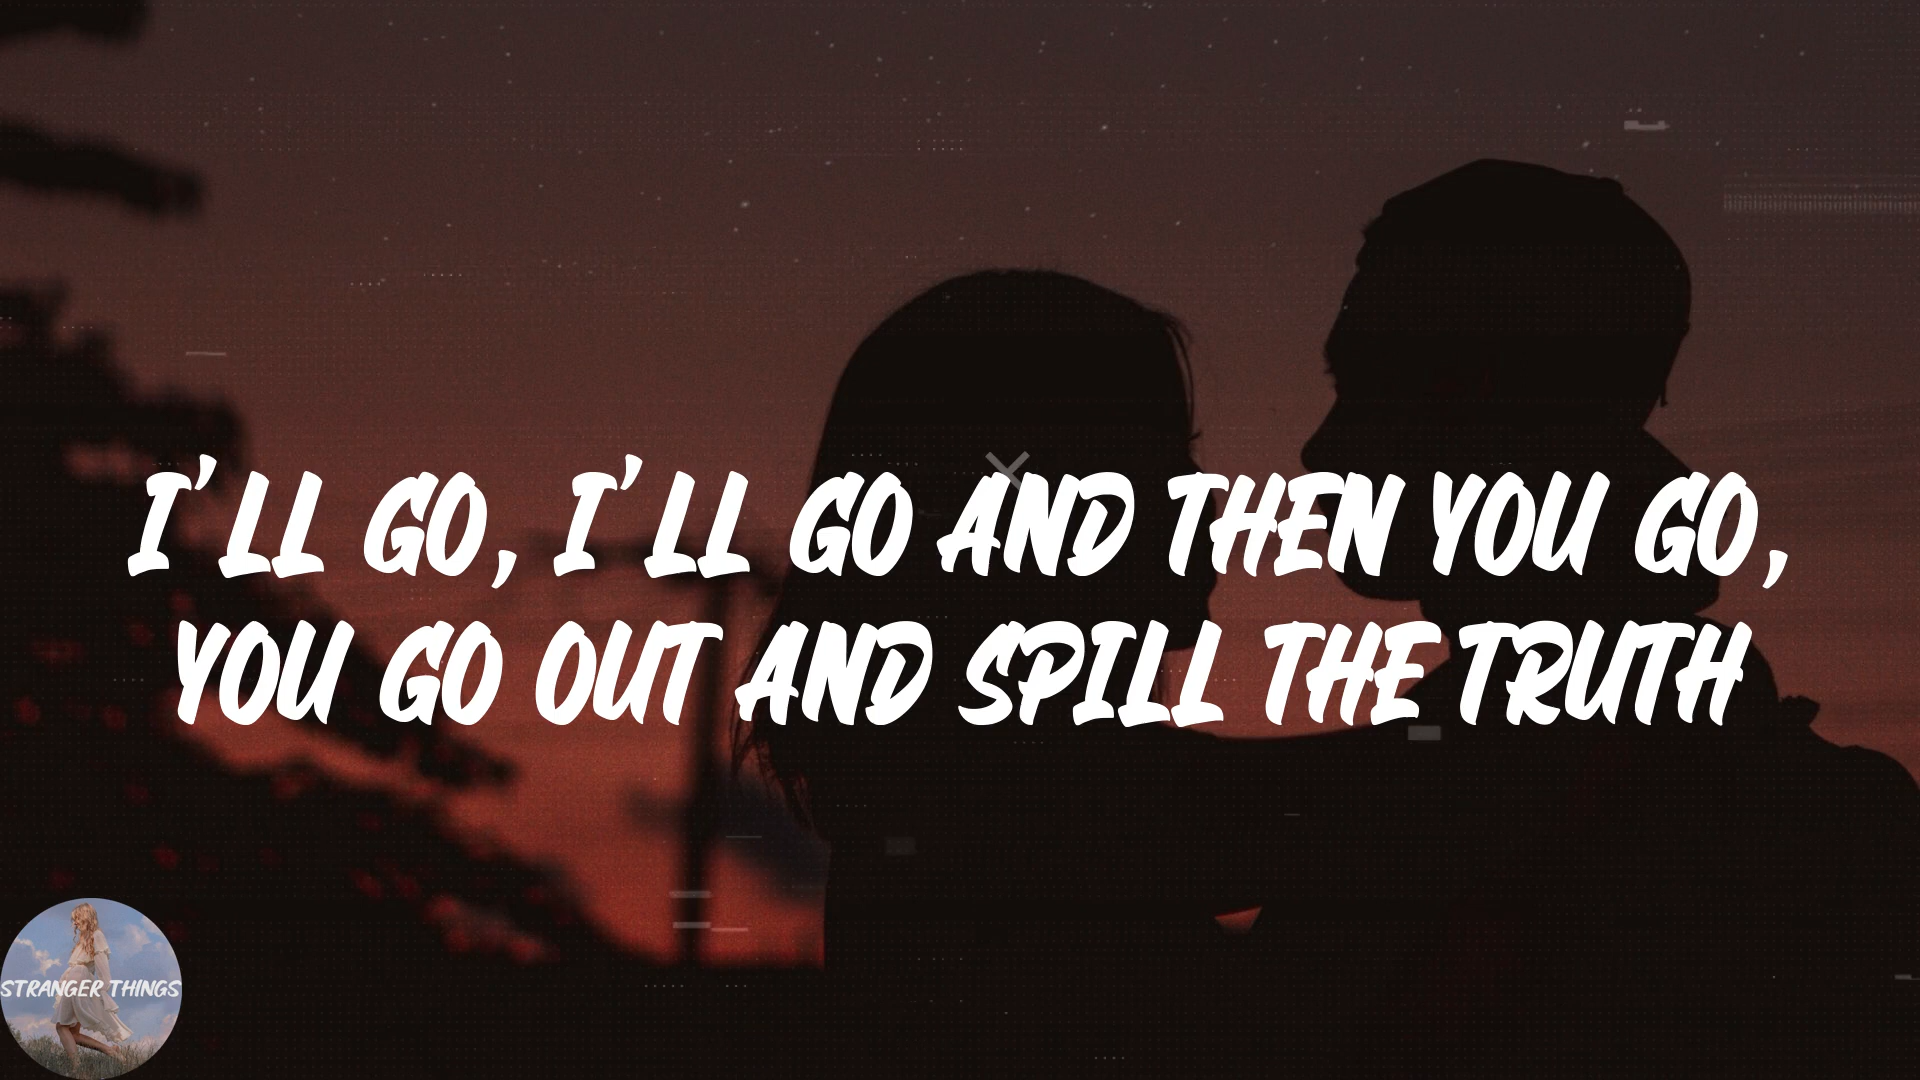 I'LL GO, I'LL GO AND THEN YOU GO,
YOU GO OUT AND SPILL THE TRUTH
STRANGER THINGS